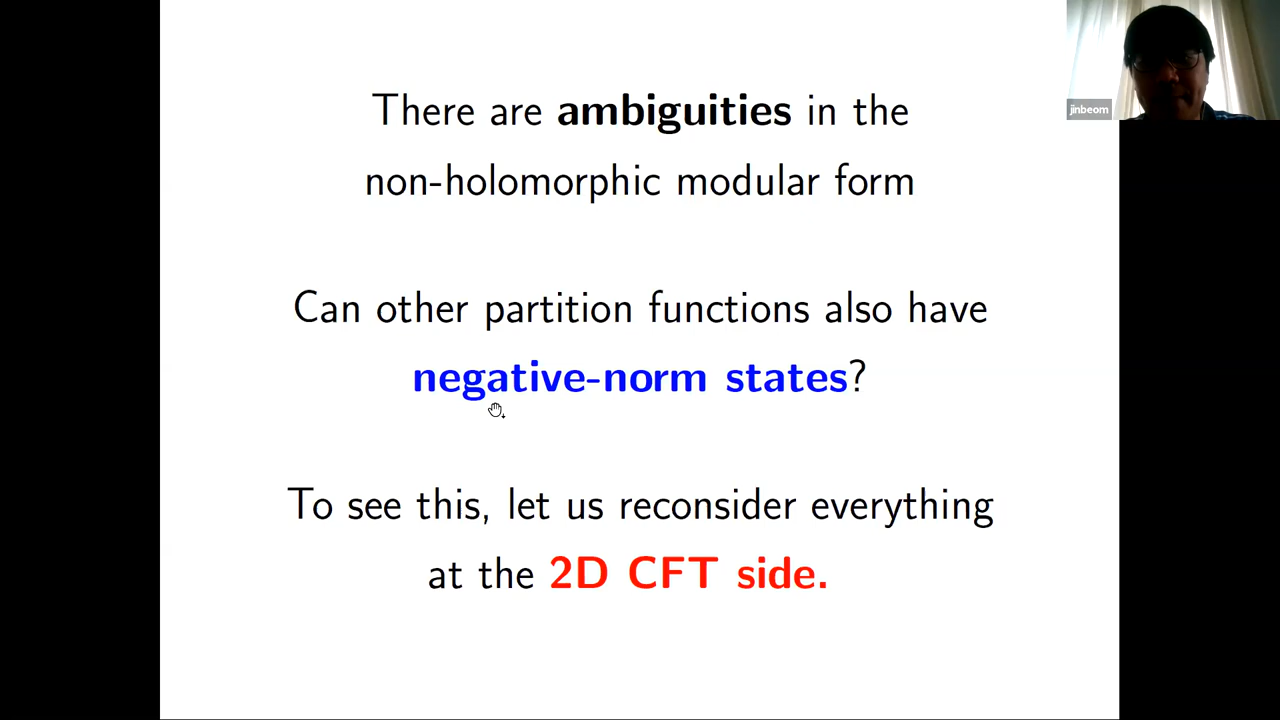 There are ambiguities in the
non-holomorphic modular form
Can other partition functions also have
negative-norm states?
To see this, let us reconsider everything
at the 2D CFT side.
jinbeom